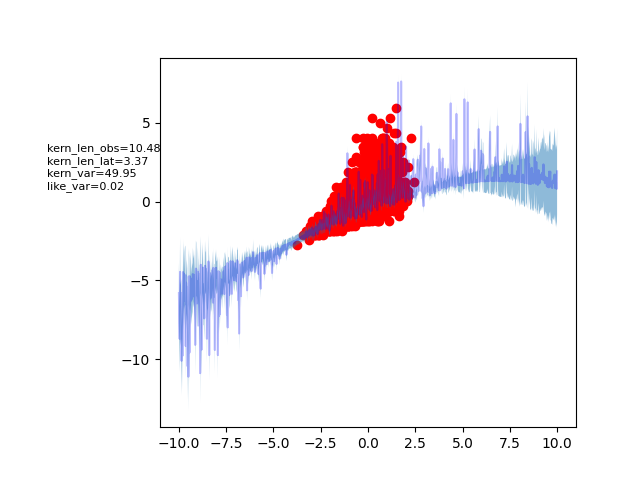 5
kern_len_obs=10.48
kern_len_lat=3.37
kern_var=49.95
like_var=0.02
0
−5
−10
−10.0 −7.5 −5.0 −2.5 0.0 2.5 5.0 7.5 10.0